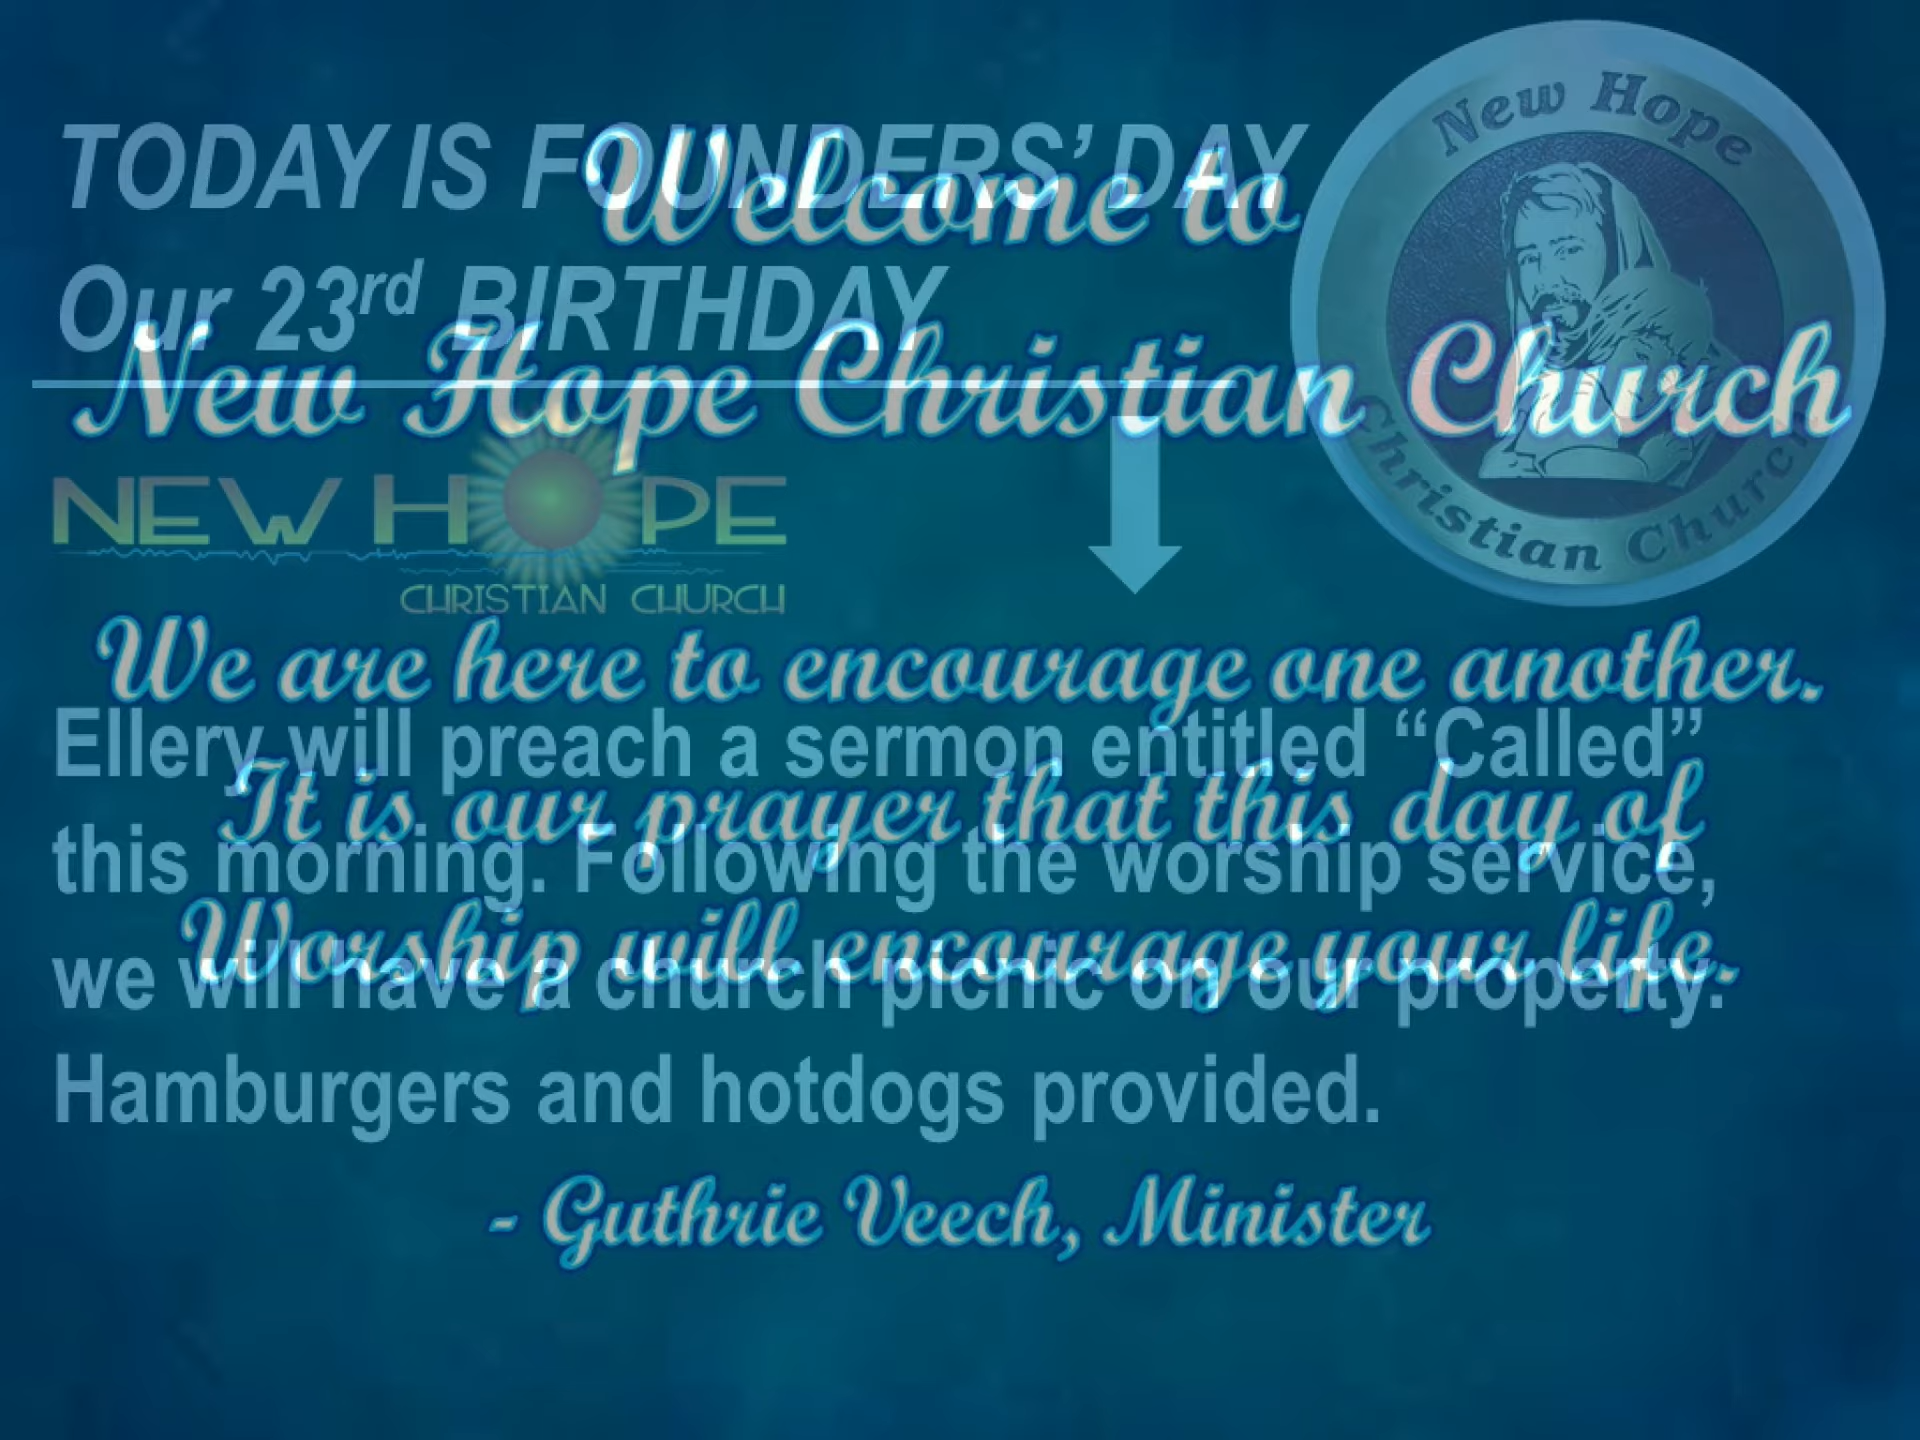 TODAY IS FOUNDERS’ DAY
Our 23rd BIRTHDAY
NEW HOPE
CHRISTIAN CHURCH
New Hope
Christian Church
Ellery will preach a sermon entitled “Called”
this morning. Following the worship service,
we will have a church picnic on our property.
Hamburgers and hotdogs provided.
Welcome to
New Hope Christian Church
We are here to encourage one another.
It is our prayer that this day of
Worship will encourage your life.
- Guthrie Veech, Minister